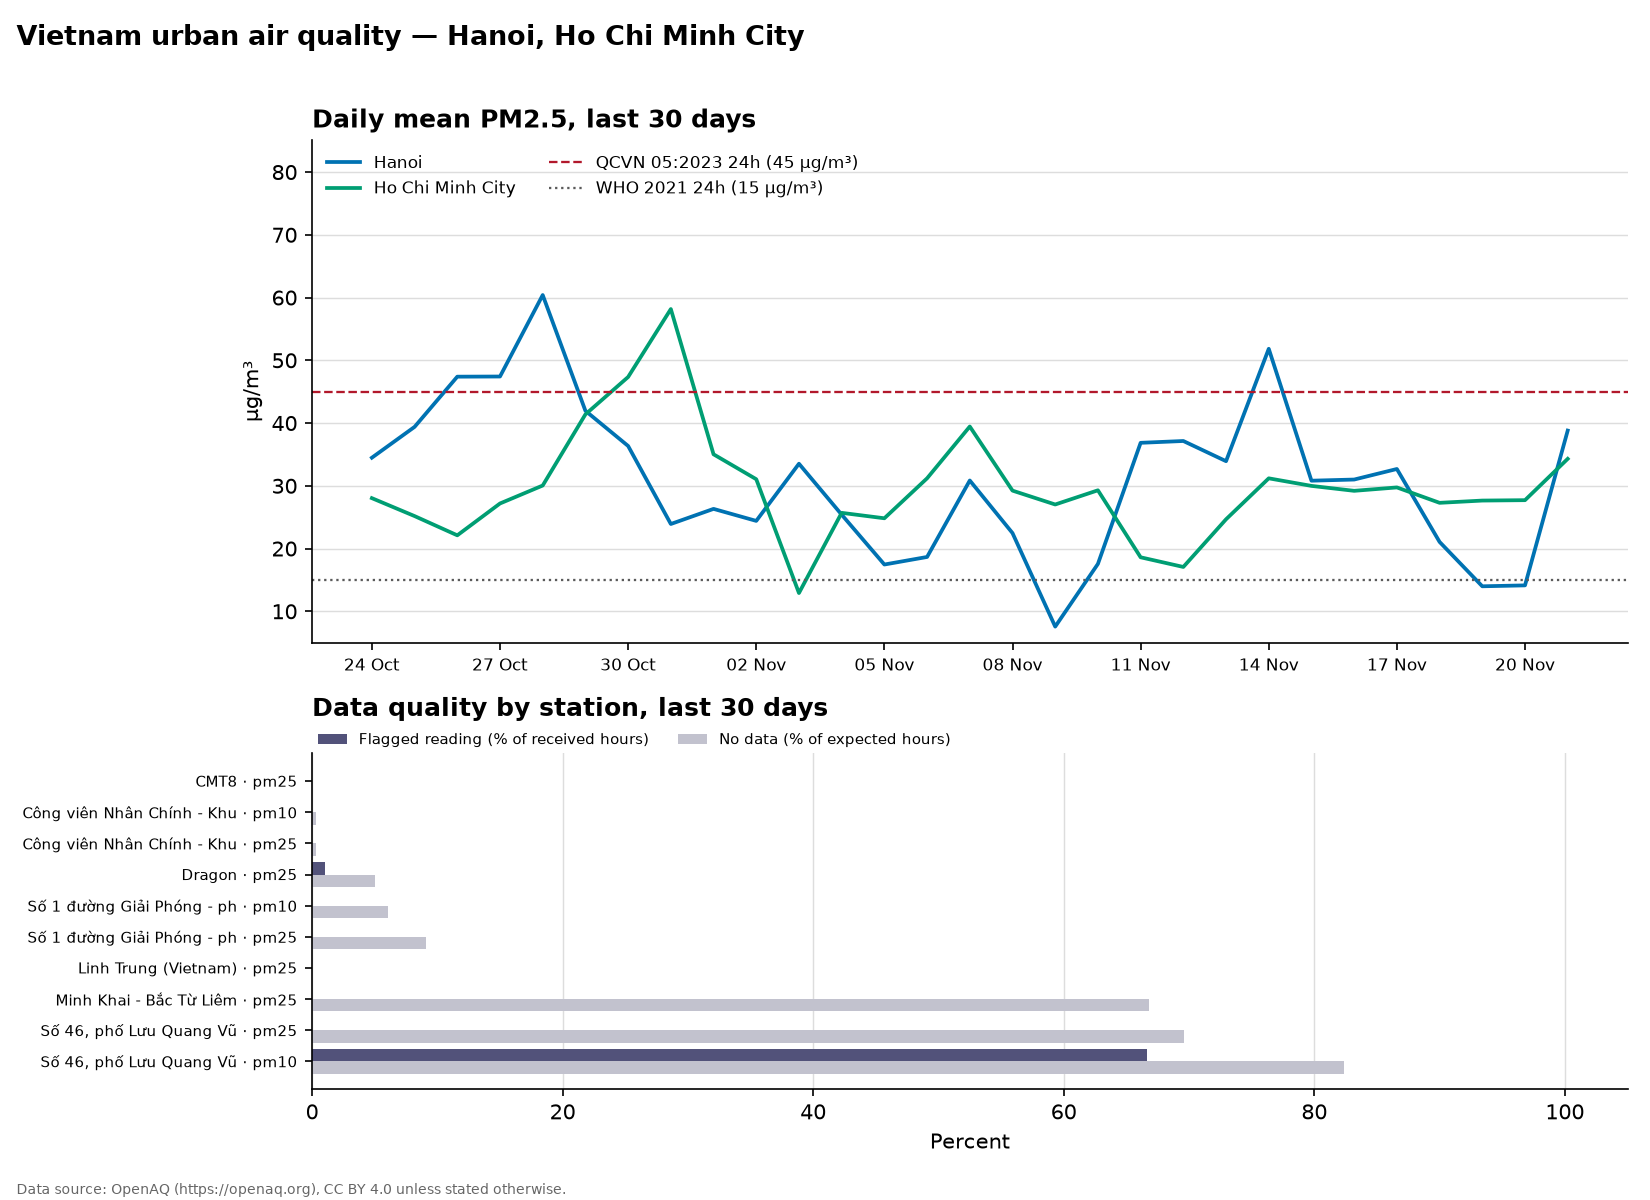 Vietnam urban air quality — Hanoi, Ho Chi Minh City
Daily mean PM2.5, last 30 days
Hanoi
Ho Chi Minh City
QCVN 05:2023 24h (45 µg/m³)
WHO 2021 24h (15 µg/m³)
µg/m³
80
70
60
50
40
30
20
10
24 Oct
27 Oct
30 Oct
02 Nov
05 Nov
08 Nov
11 Nov
14 Nov
17 Nov
20 Nov
Data quality by station, last 30 days
Flagged reading (% of received hours)
No data (% of expected hours)
CMT8 · pm25
Công viên Nhân Chính - Khu · pm10
Công viên Nhân Chính - Khu · pm25
Dragon · pm25
Số 1 đường Giải Phóng - ph · pm10
Số 1 đường Giải Phóng - ph · pm25
Linh Trung (Vietnam) · pm25
Minh Khai - Bắc Từ Liêm · pm25
Số 46, phố Lưu Quang Vũ · pm25
Số 46, phố Lưu Quang Vũ · pm10
0
20
40
60
80
100
Percent
Data source: OpenAQ (https://openaq.org), CC BY 4.0 unless stated otherwise.